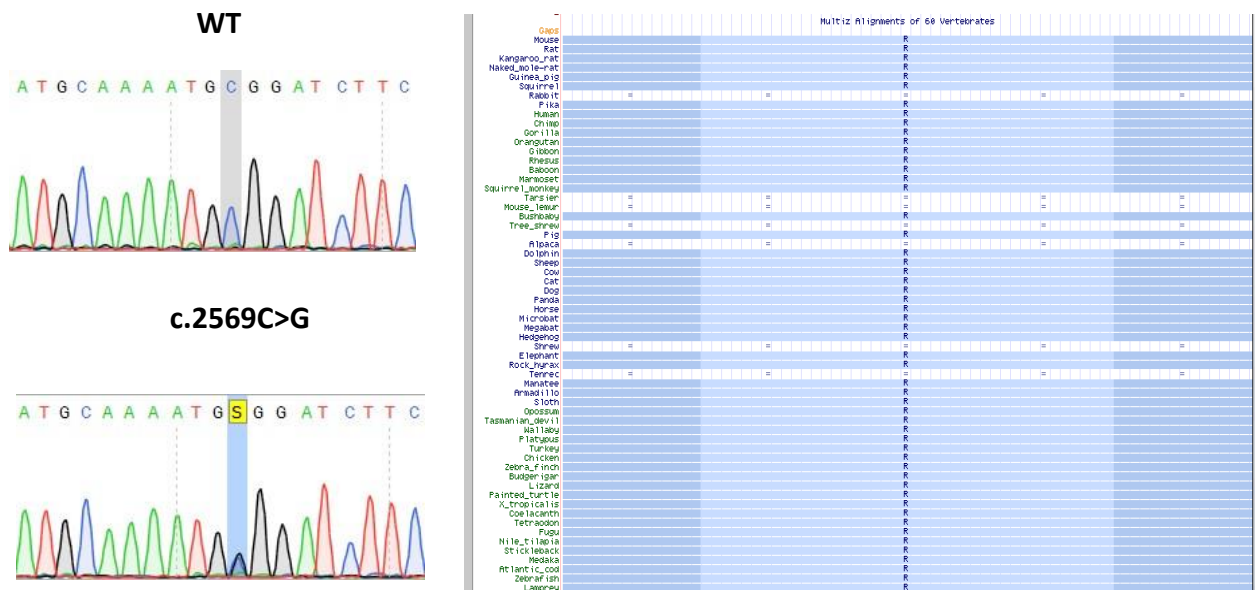 WT
ATGCAAAATGCGGATCTTC
c.2569C>G
ATGCAAAATGSGGATCTTC
Multiz Alignments of 60 Vertebrates
Gaps
Mouse R
Rat R
Kangaroo_rat R
Naked_mole-rat R
Guinea_pig R
Squirrel R
Rabbit = = = = =
Pika R
Human R
Chimp R
Gorilla R
Orangutan R
Gibbon R
Rhesus R
Baboon R
Marmoset R
Squirrel_monkey R
Tarsier = = = = =
Mouse_lemur = = = = =
Bushbaby R
Tree_shrew = = = = =
Pig R
Alpaca = = = = =
Dolphin R
Sheep R
Cow R
Cat R
Dog R
Panda R
Horse R
Microbat R
Megabat R
Hedgehog R
Shrew = = = = =
Elephant R
Rock_hyrax R
Tenrec = = = = =
Manatee R
Armadillo R
Sloth R
Opossum R
Tasmanian_devil R
Wallaby R
Platypus R
Turkey R
Chicken R
Zebra_finch R
Budgerigar R
Lizard R
Painted_turtle R
X_tropicalis R
Coelacanth R
Tetraodon R
Fugu R
Nile_tilapia R
Stickleback R
Medaka R
Atlantic_cod R
Zebrafish R
Lamprey R